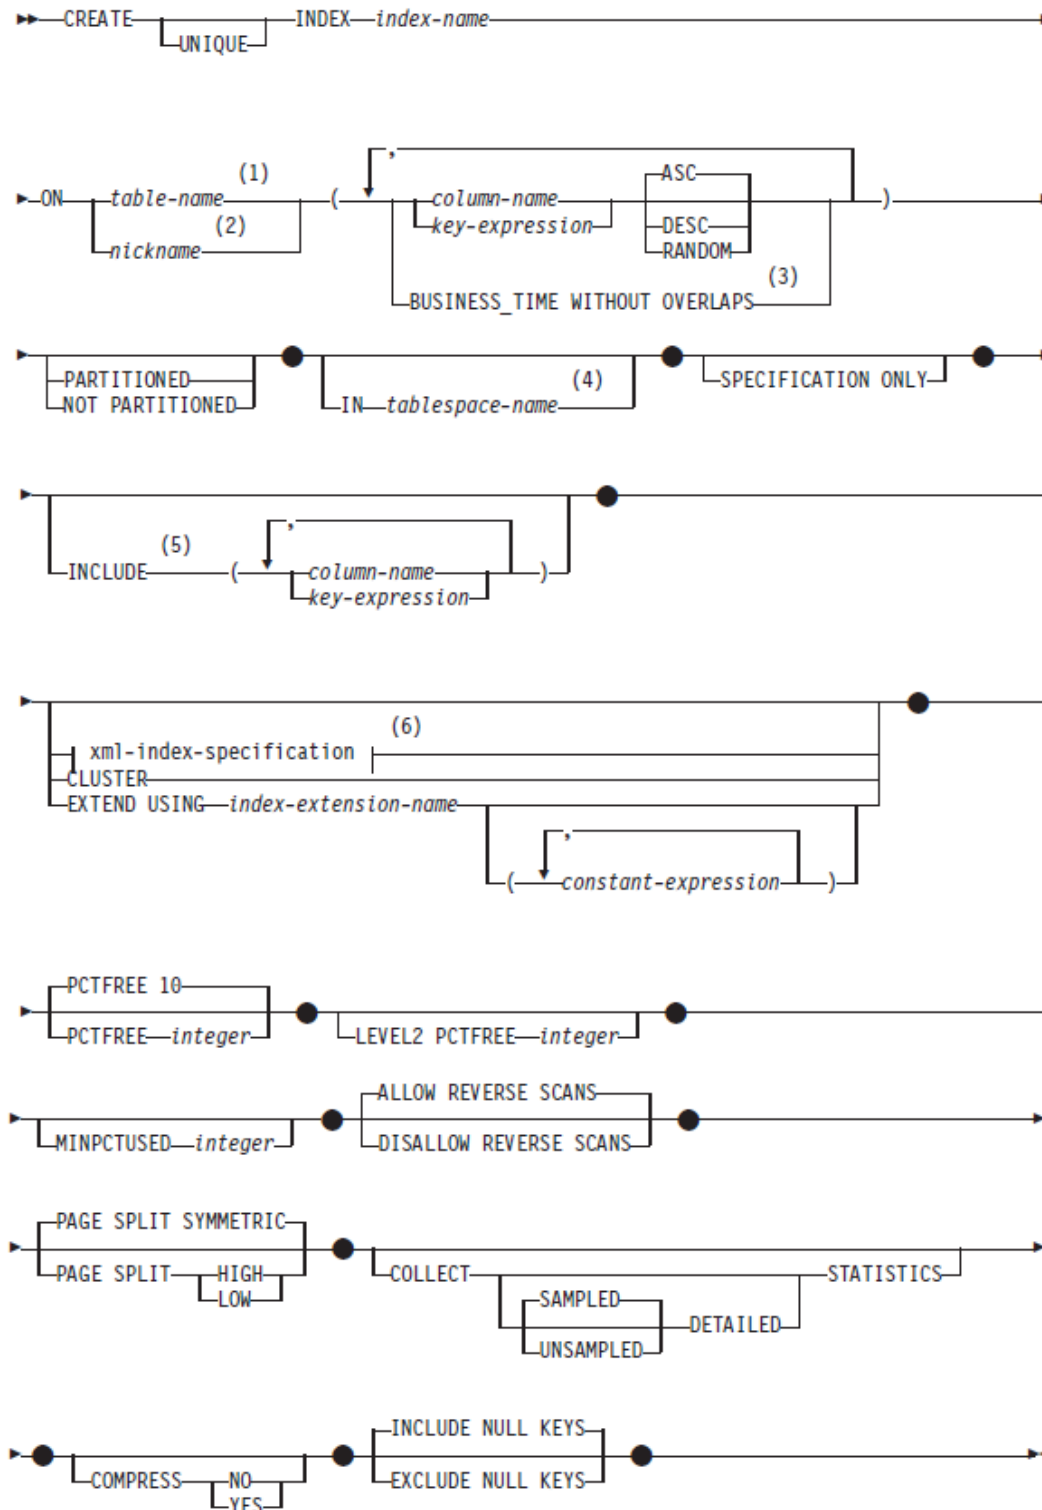 CREATE INDEX index-name
UNIQUE
,
(1) ASC
ON table-name ( column-name )
(2) key-expression DESC
nickname RANDOM
(3)
BUSINESS_TIME WITHOUT OVERLAPS
PARTITIONED (4) SPECIFICATION ONLY
NOT PARTITIONED IN tablespace-name
,
(5)
INCLUDE ( column-name )
key-expression
(6)
xml-index-specification
CLUSTER
EXTEND USING index-extension-name
,
( constant-expression )
PCTFREE 10
PCTFREE integer LEVEL2 PCTFREE integer
ALLOW REVERSE SCANS
MINPCTUSED integer DISALLOW REVERSE SCANS
PAGE SPLIT SYMMETRIC
PAGE SPLIT HIGH COLLECT STATISTICS
LOW SAMPLED
DETAILED
UNSAMPLED
INCLUDE NULL KEYS
COMPRESS NO EXCLUDE NULL KEYS
YES